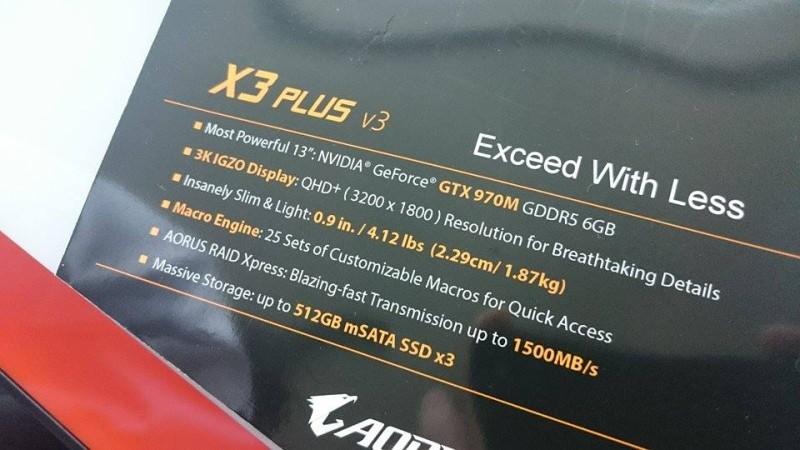 X3 PLUS v3
Exceed With Less
▪ Most Powerful 13": NVIDIA® GeForce® GTX 970M GDDR5 6GB
▪ 3K IGZO Display: QHD+ ( 3200 x 1800 ) Resolution for Breathtaking Details
▪ Insanely Slim & Light: 0.9 in. / 4.12 lbs (2.29cm/ 1.87kg)
▪ Macro Engine: 25 Sets of Customizable Macros for Quick Access
▪ AORUS RAID Xpress: Blazing-fast Transmission up to 1500MB/s
▪ Massive Storage: up to 512GB mSATA SSD x3